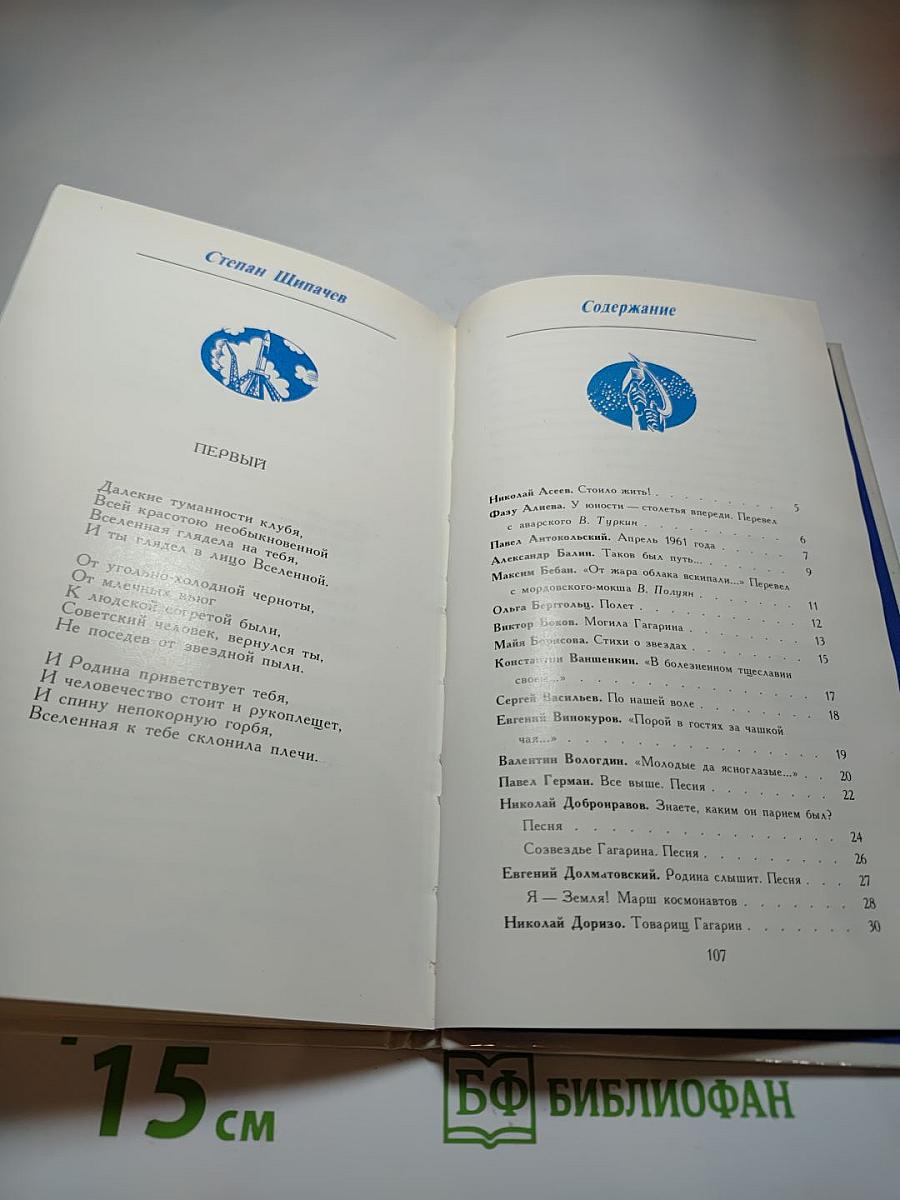 Степан Щипачев
ПЕРВЫЙ
Далекие туманности клубя,
Всей красотою необыкновенной
Вселенная глядела на тебя,
И ты глядел в лицо Вселенной.
От угольно-холодной черноты,
От млечных вьюг
К людской согретой были,
Советский человек, вернулся ты,
Не поседев от звездной пыли.
И Родина приветствует тебя,
И человечество стоит и рукоплещет,
И спину непокорную горбя,
Вселенная к тебе склонила плечи.
Содержание
Николай Асеев. Стоило жить! . . . . . . . . 5
Фазу Алиева. У юности — столетья впереди. Перевел
с аварского В. Туркин . . . . . . . . 6
Павел Антокольский. Апрель 1961 года . . . . . 7
Александр Балин. Таков был путь... . . . . . . 9
Максим Бебан. «От жара облака вскипали...» Перевел
с мордовского-мокша В. Полуян . . . . . . 11
Ольга Берггольц. Полет . . . . . . . . . 12
Виктор Боков. Могила Гагарина . . . . . . . 13
Майя Борисова. Стихи о звездах . . . . . . . 15
Константин Ваншенкин. «В болезненном тщеславии
своем...» . . . . . . . . . . . . . 17
Сергей Васильев. По нашей воле . . . . . . . 18
Евгений Винокуров. «Порой в гостях за чашкой
чая...» . . . . . . . . . . . . . . 19
Валентин Вологдин. «Молодые да ясноглазые...» . . 20
Павел Герман. Все выше. Песня . . . . . . . 22
Николай Добронравов. Знаете, каким он парнем был?
Песня . . . . . . . . . . . . . . . 24
Созвездье Гагарина. Песня . . . . . . . . 26
Евгений Долматовский. Родина слышит. Песня . . . 27
Я — Земля! Марш космонавтов . . . . . . . 28
Николай Доризо. Товарищ Гагарин . . . . . . . 30
107
15 см
БФ БИБЛИОФАН